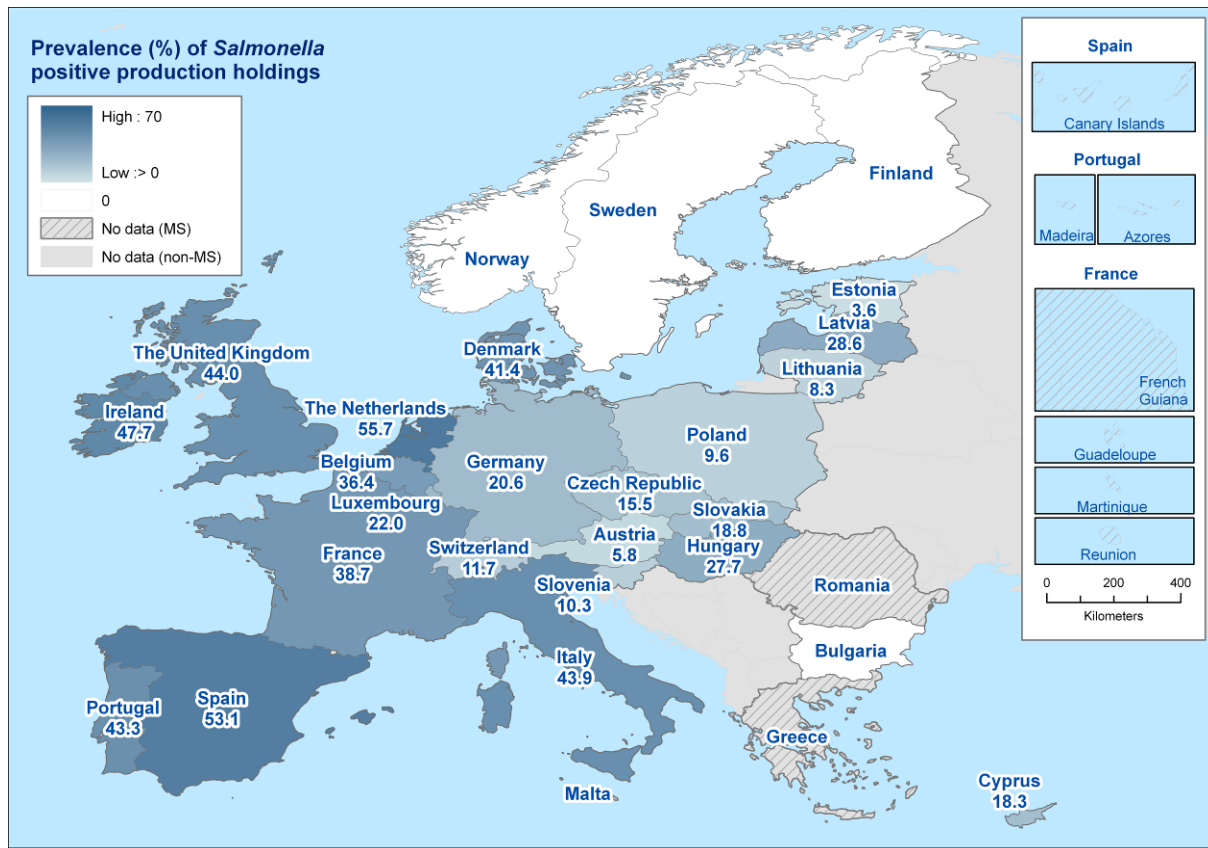 Prevalence (%) of Salmonella
positive production holdings
High : 70
Low :> 0
0
No data (MS)
No data (non-MS)
Finland
Sweden
Norway
Estonia
3.6
Latvia
28.6
Lithuania
8.3
Denmark
41.4
The United Kingdom
44.0
Ireland
47.7
The Netherlands
55.7
Belgium
36.4
Luxembourg
22.0
Germany
20.6
Poland
9.6
Czech Republic
15.5
Slovakia
18.8
Austria
5.8
Hungary
27.7
Switzerland
11.7
France
38.7
Slovenia
10.3
Romania
Bulgaria
Italy
43.9
Portugal
43.3
Spain
53.1
Greece
Malta
Cyprus
18.3
Spain
Canary Islands
Portugal
Madeira
Azores
France
French
Guiana
Guadeloupe
Martinique
Reunion
0 200 400
Kilometers